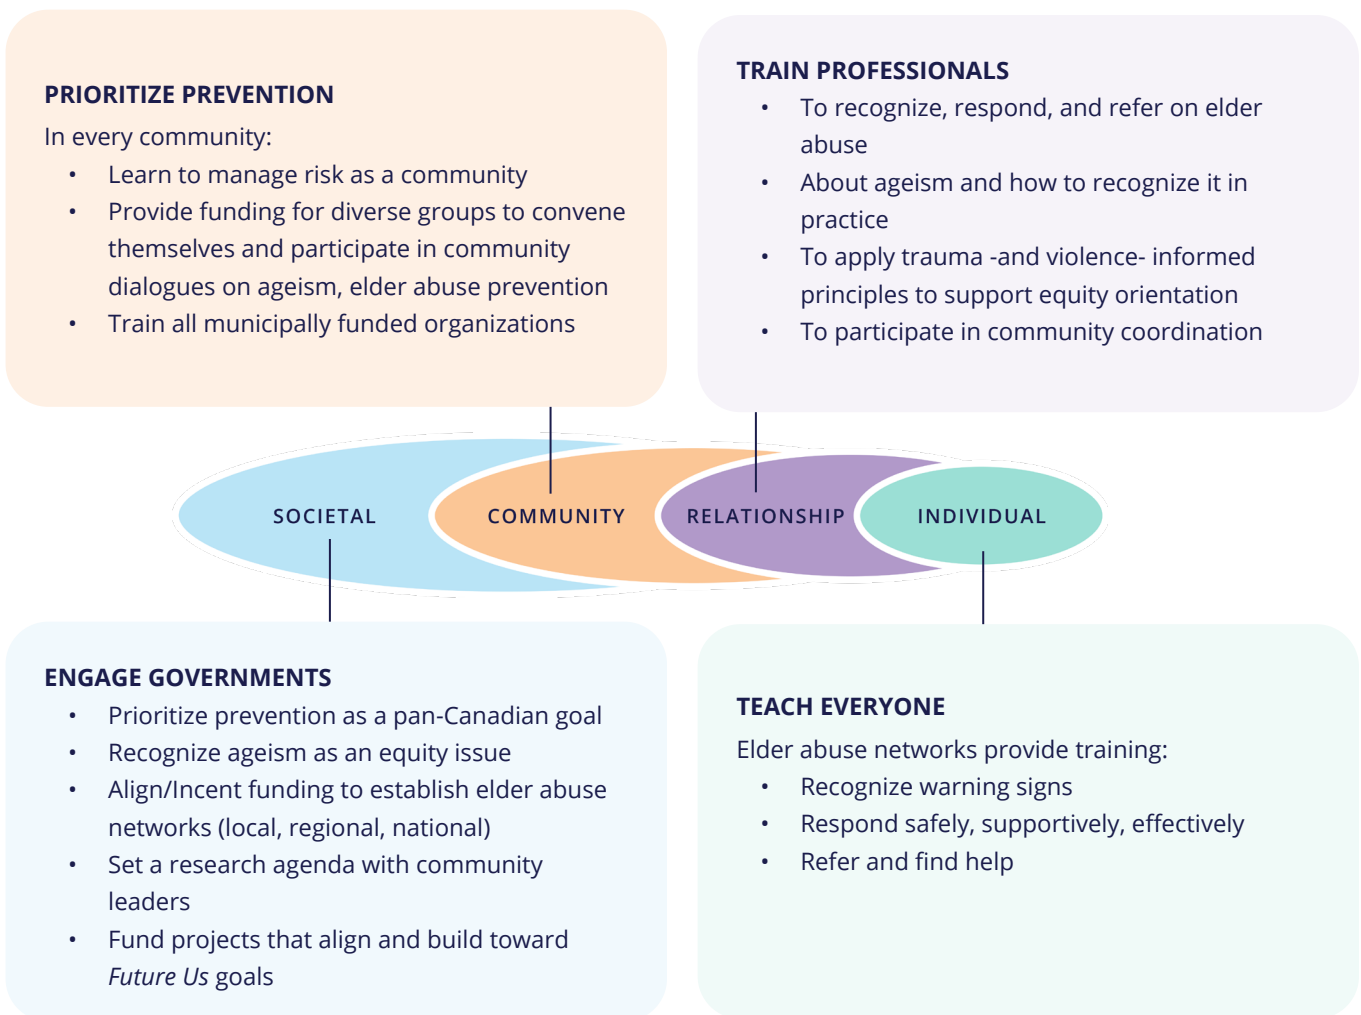 PRIORITIZE PREVENTION
In every community:
• Learn to manage risk as a community
• Provide funding for diverse groups to convene
themselves and participate in community
dialogues on ageism, elder abuse prevention
• Train all municipally funded organizations
TRAIN PROFESSIONALS
• To recognize, respond, and refer on elder
abuse
• About ageism and how to recognize it in
practice
• To apply trauma -and violence- informed
principles to support equity orientation
• To participate in community coordination
SOCIETAL
COMMUNITY
RELATIONSHIP
INDIVIDUAL
ENGAGE GOVERNMENTS
• Prioritize prevention as a pan-Canadian goal
• Recognize ageism as an equity issue
• Align/Incent funding to establish elder abuse
networks (local, regional, national)
• Set a research agenda with community
leaders
• Fund projects that align and build toward
Future Us goals
TEACH EVERYONE
Elder abuse networks provide training:
• Recognize warning signs
• Respond safely, supportively, effectively
• Refer and find help